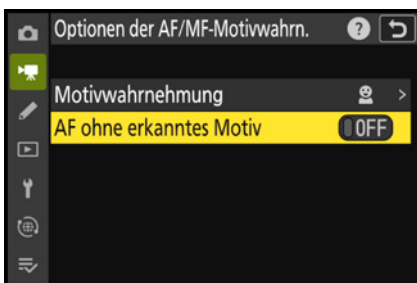 Optionen der AF/MF-Motivwahrn.
?
Motivwahrnehmung
AF ohne erkanntes Motiv OFF